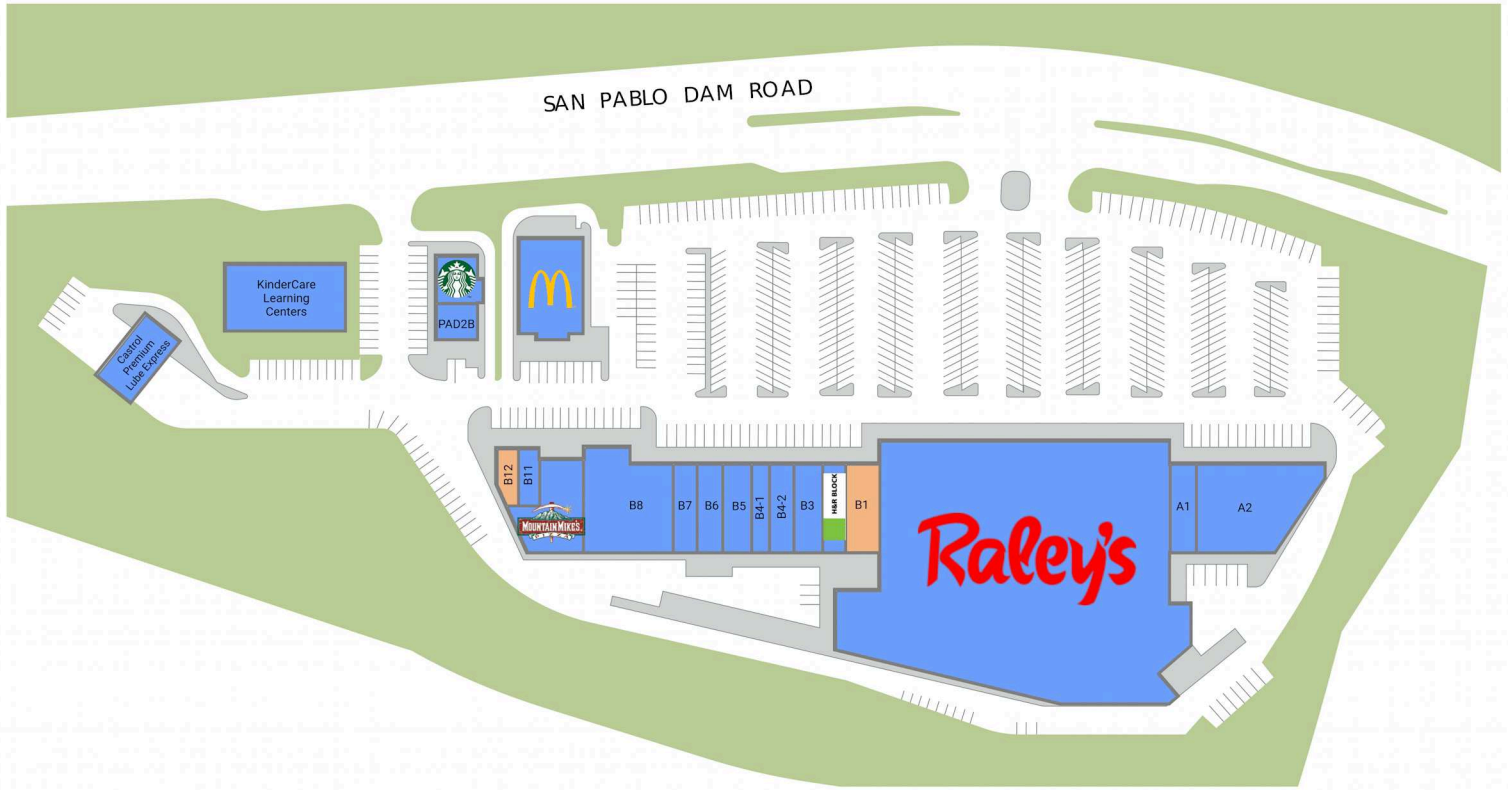 SAN PABLO DAM ROAD
KinderCare
Learning
Centers
PAD2B
Castrol
Premium
Lube Express
B12
B11
MOUNTAIN MIKE'S
PIZZA
B8
B7
B6
B5
B4-1
B4-2
B3
H&R BLOCK
B1
Raley's
A1
A2